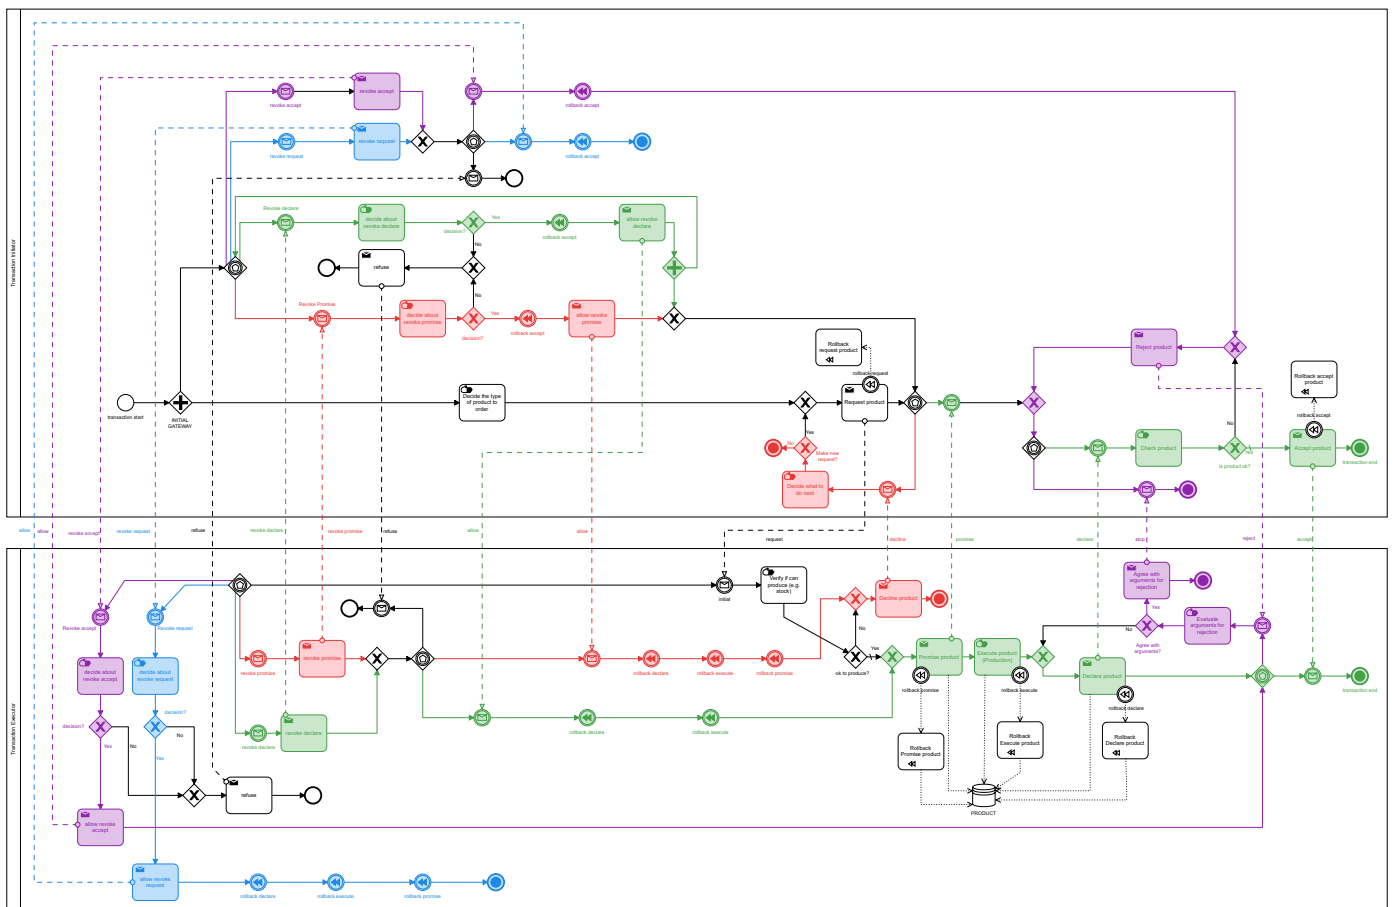 Transaction Initiator
revoke accept
revoke accept
rollback accept
revoke request
revoke request
rollback accept
Revoke declare
decide about
revoke declare
decision?
Yes
No
rollback accept
allow revoke
declare
refuse
No
Revoke Promise
decide about
revoke promise
decision?
Yes
rollback accept
allow revoke
promise
transaction start
INITIAL
GATEWAY
Decide the type
of product to
order
Rollback
request product
rollback request
Request product
Yes
No
Make new
request?
Decide what to
do next
Reject product
Rollback accept
product
rollback accept
No
Check product
Is product ok?
Yes
Accept product
transaction end
allow
allow
revoke accept
revoke request
refuse
revoke declare
revoke promise
refuse
allow
allow
request
decline
promise
declare
stop
reject
accept
Transaction Executor
Revoke accept
Revoke request
decide about
revoke accept
decide about
revoke request
decision?
Yes
No
decision?
No
Yes
allow revoke
accept
refuse
allow revoke
request
rollback declare
rollback execute
rollback promise
revoke promise
revoke promise
revoke declare
revoke declare
rollback declare
rollback execute
rollback promise
rollback declare
rollback execute
initial
Verify if can
produce (e.g.
stock)
Decline product
No
Yes
ok to produce?
Promise product
rollback promise
Execute product
(Production)
rollback execute
Declare product
rollback declare
Rollback
Promise product
Rollback
Execute product
Rollback
Declare product
PRODUCT
Agree with
arguments for
rejection
Yes
No
Agree with
arguments?
Evaluate
arguments for
rejection
transaction end